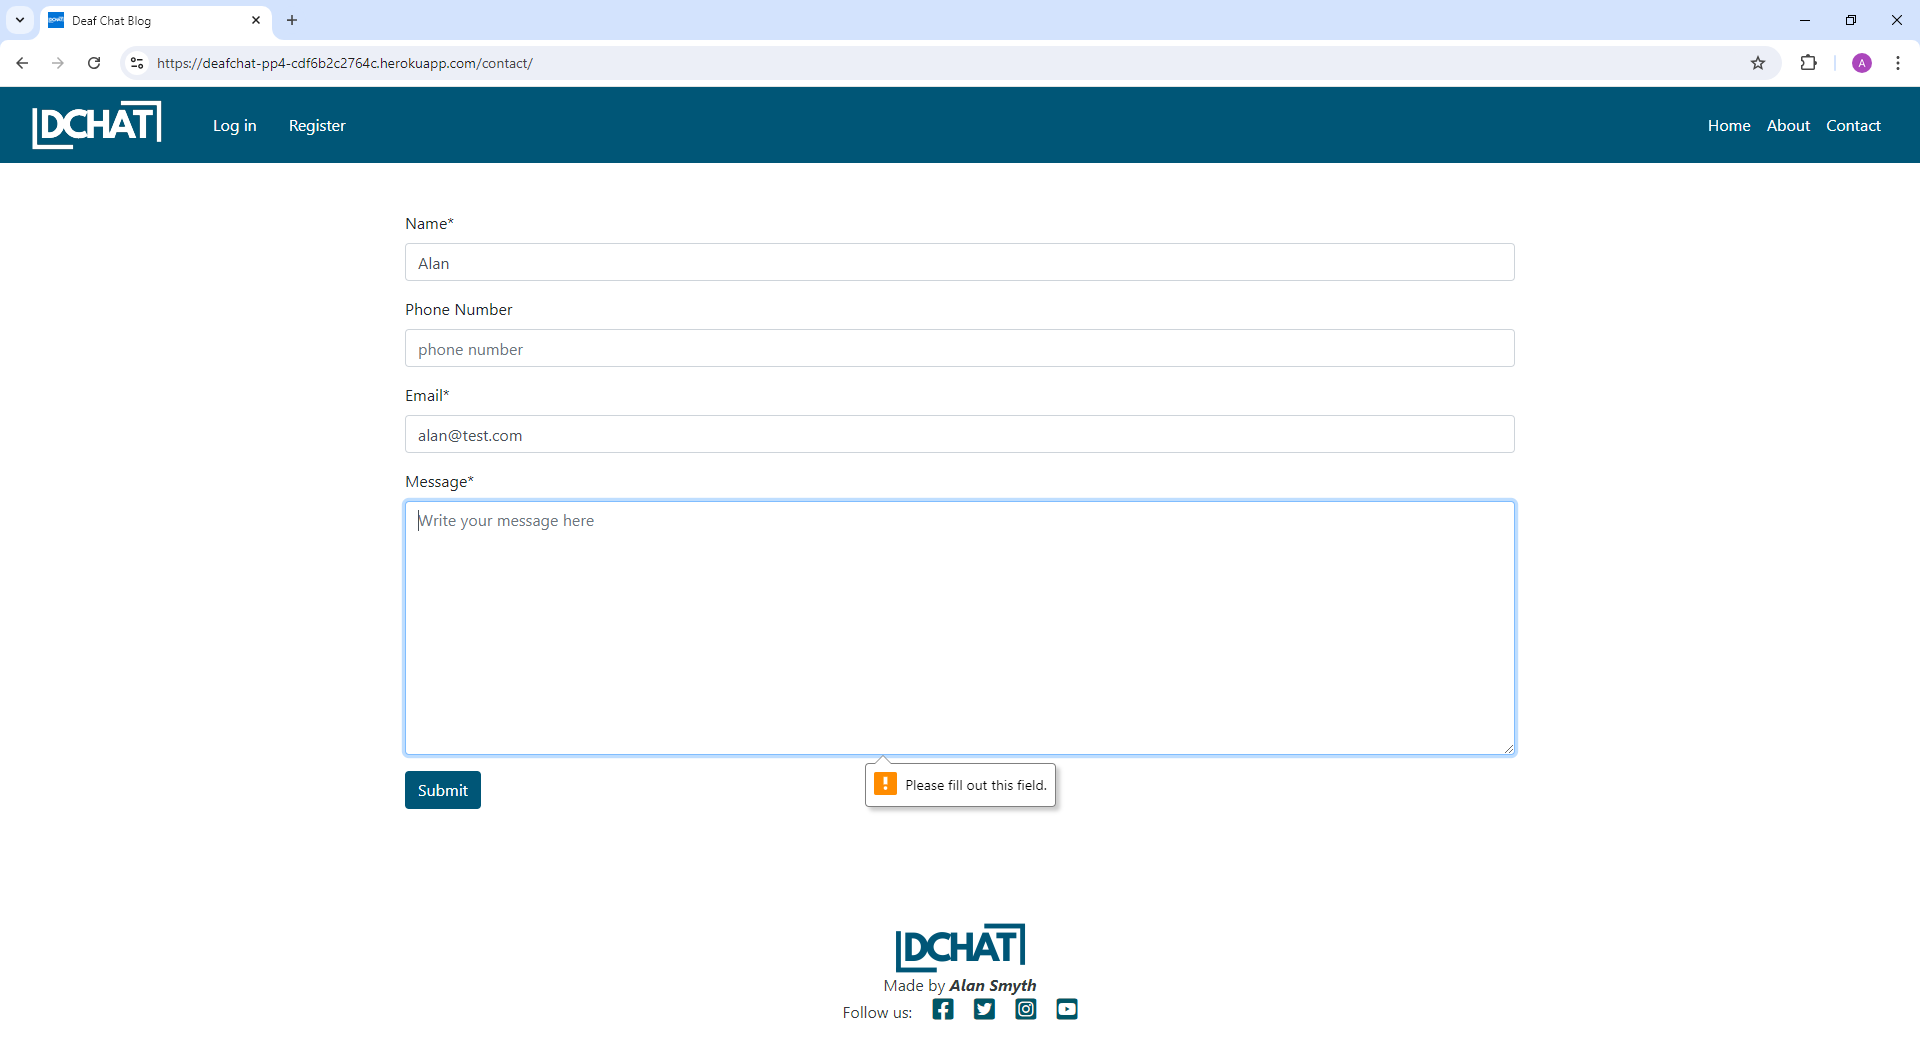 Deaf Chat Blog
https://deafchat-pp4-cdf6b2c2764c.herokuapp.com/contact/
A
DCHAT Log in Register Home About Contact
Name*
Alan
Phone Number
phone number
Email*
alan@test.com
Message*
Write your message here
Submit
Please fill out this field.
DCHAT
Made by Alan Smyth
Follow us: